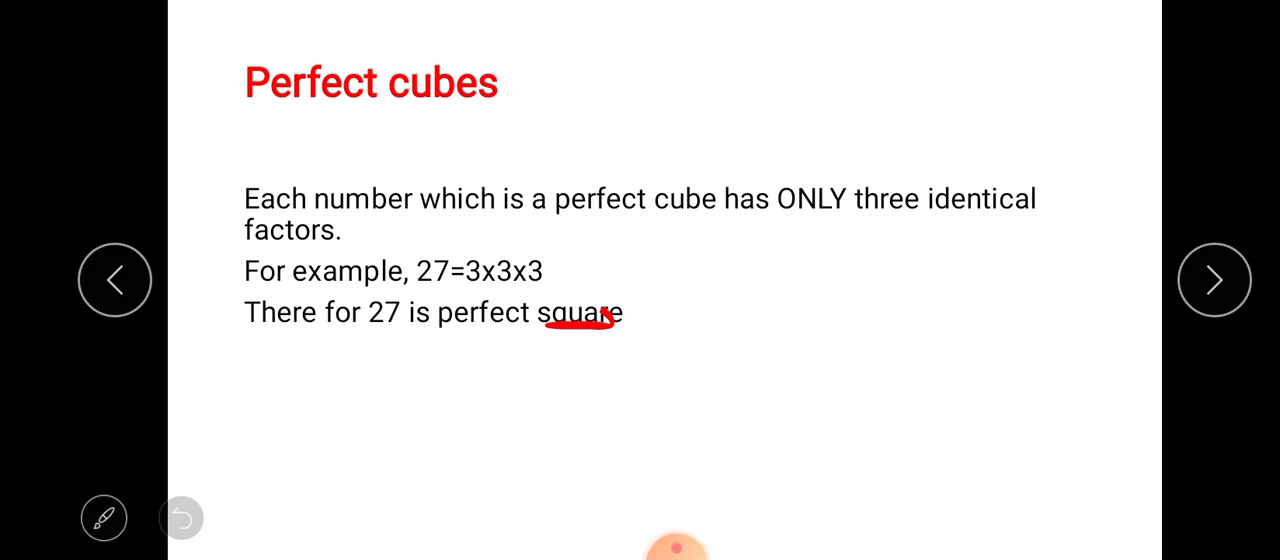 Perfect cubes
Each number which is a perfect cube has ONLY three identical
factors.
For example, 27=3x3x3
There for 27 is perfect square